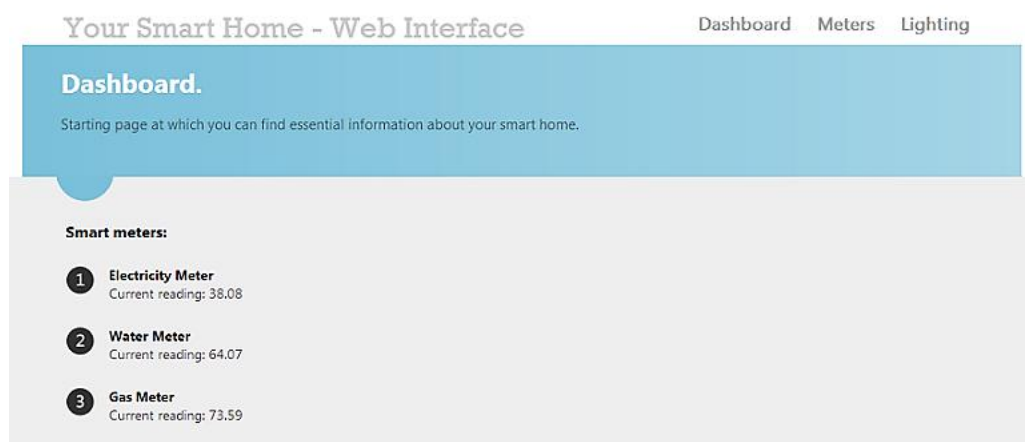 Your Smart Home - Web Interface
Dashboard Meters Lighting
Dashboard.
Starting page at which you can find essential information about your smart home.
Smart meters:
1 Electricity Meter
Current reading: 38.08
2 Water Meter
Current reading: 64.07
3 Gas Meter
Current reading: 73.59